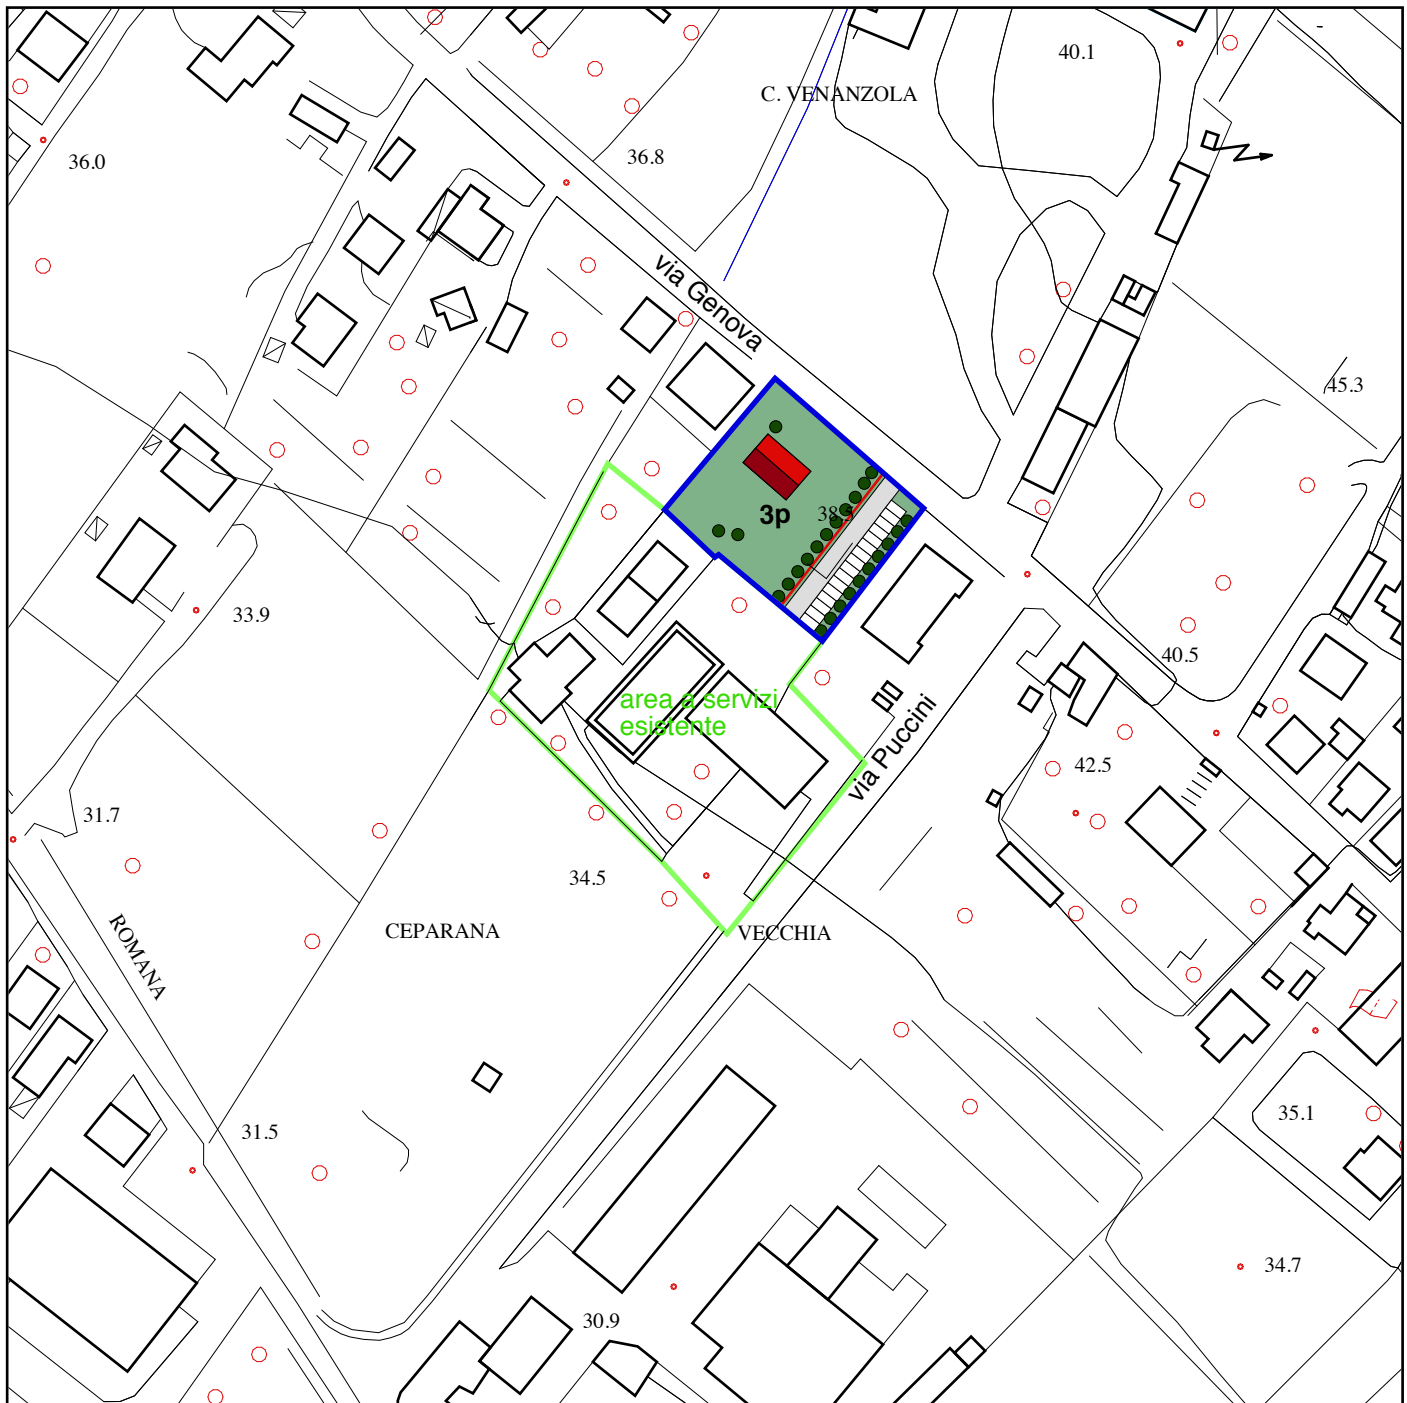 40.1
C. VENANZOLA
36.8
36.0
via Genova
45.3
3p
38.5
33.9
40.5
area a servizi
esistente
via Puccini
42.5
31.7
34.5
CEPARANA
VECCHIA
ROMANA
31.5
35.1
34.7
30.9